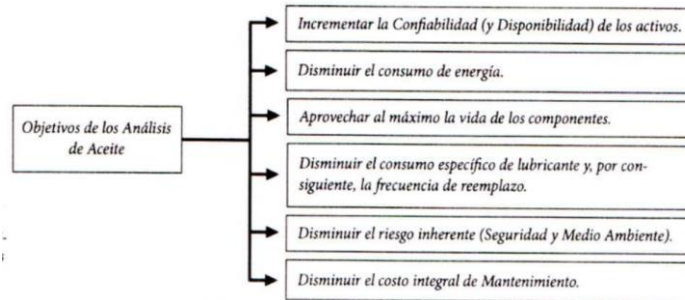 Incrementar la Confiabilidad (y Disponibilidad) de los activos.
Disminuir el consumo de energía.
Objetivos de los Análisis
de Aceite
Aprovechar al máximo la vida de los componentes.
Disminuir el consumo específico de lubricante y, por con-
siguiente, la frecuencia de reemplazo.
Disminuir el riesgo inherente (Seguridad y Medio Ambiente).
Disminuir el costo integral de Mantenimiento.